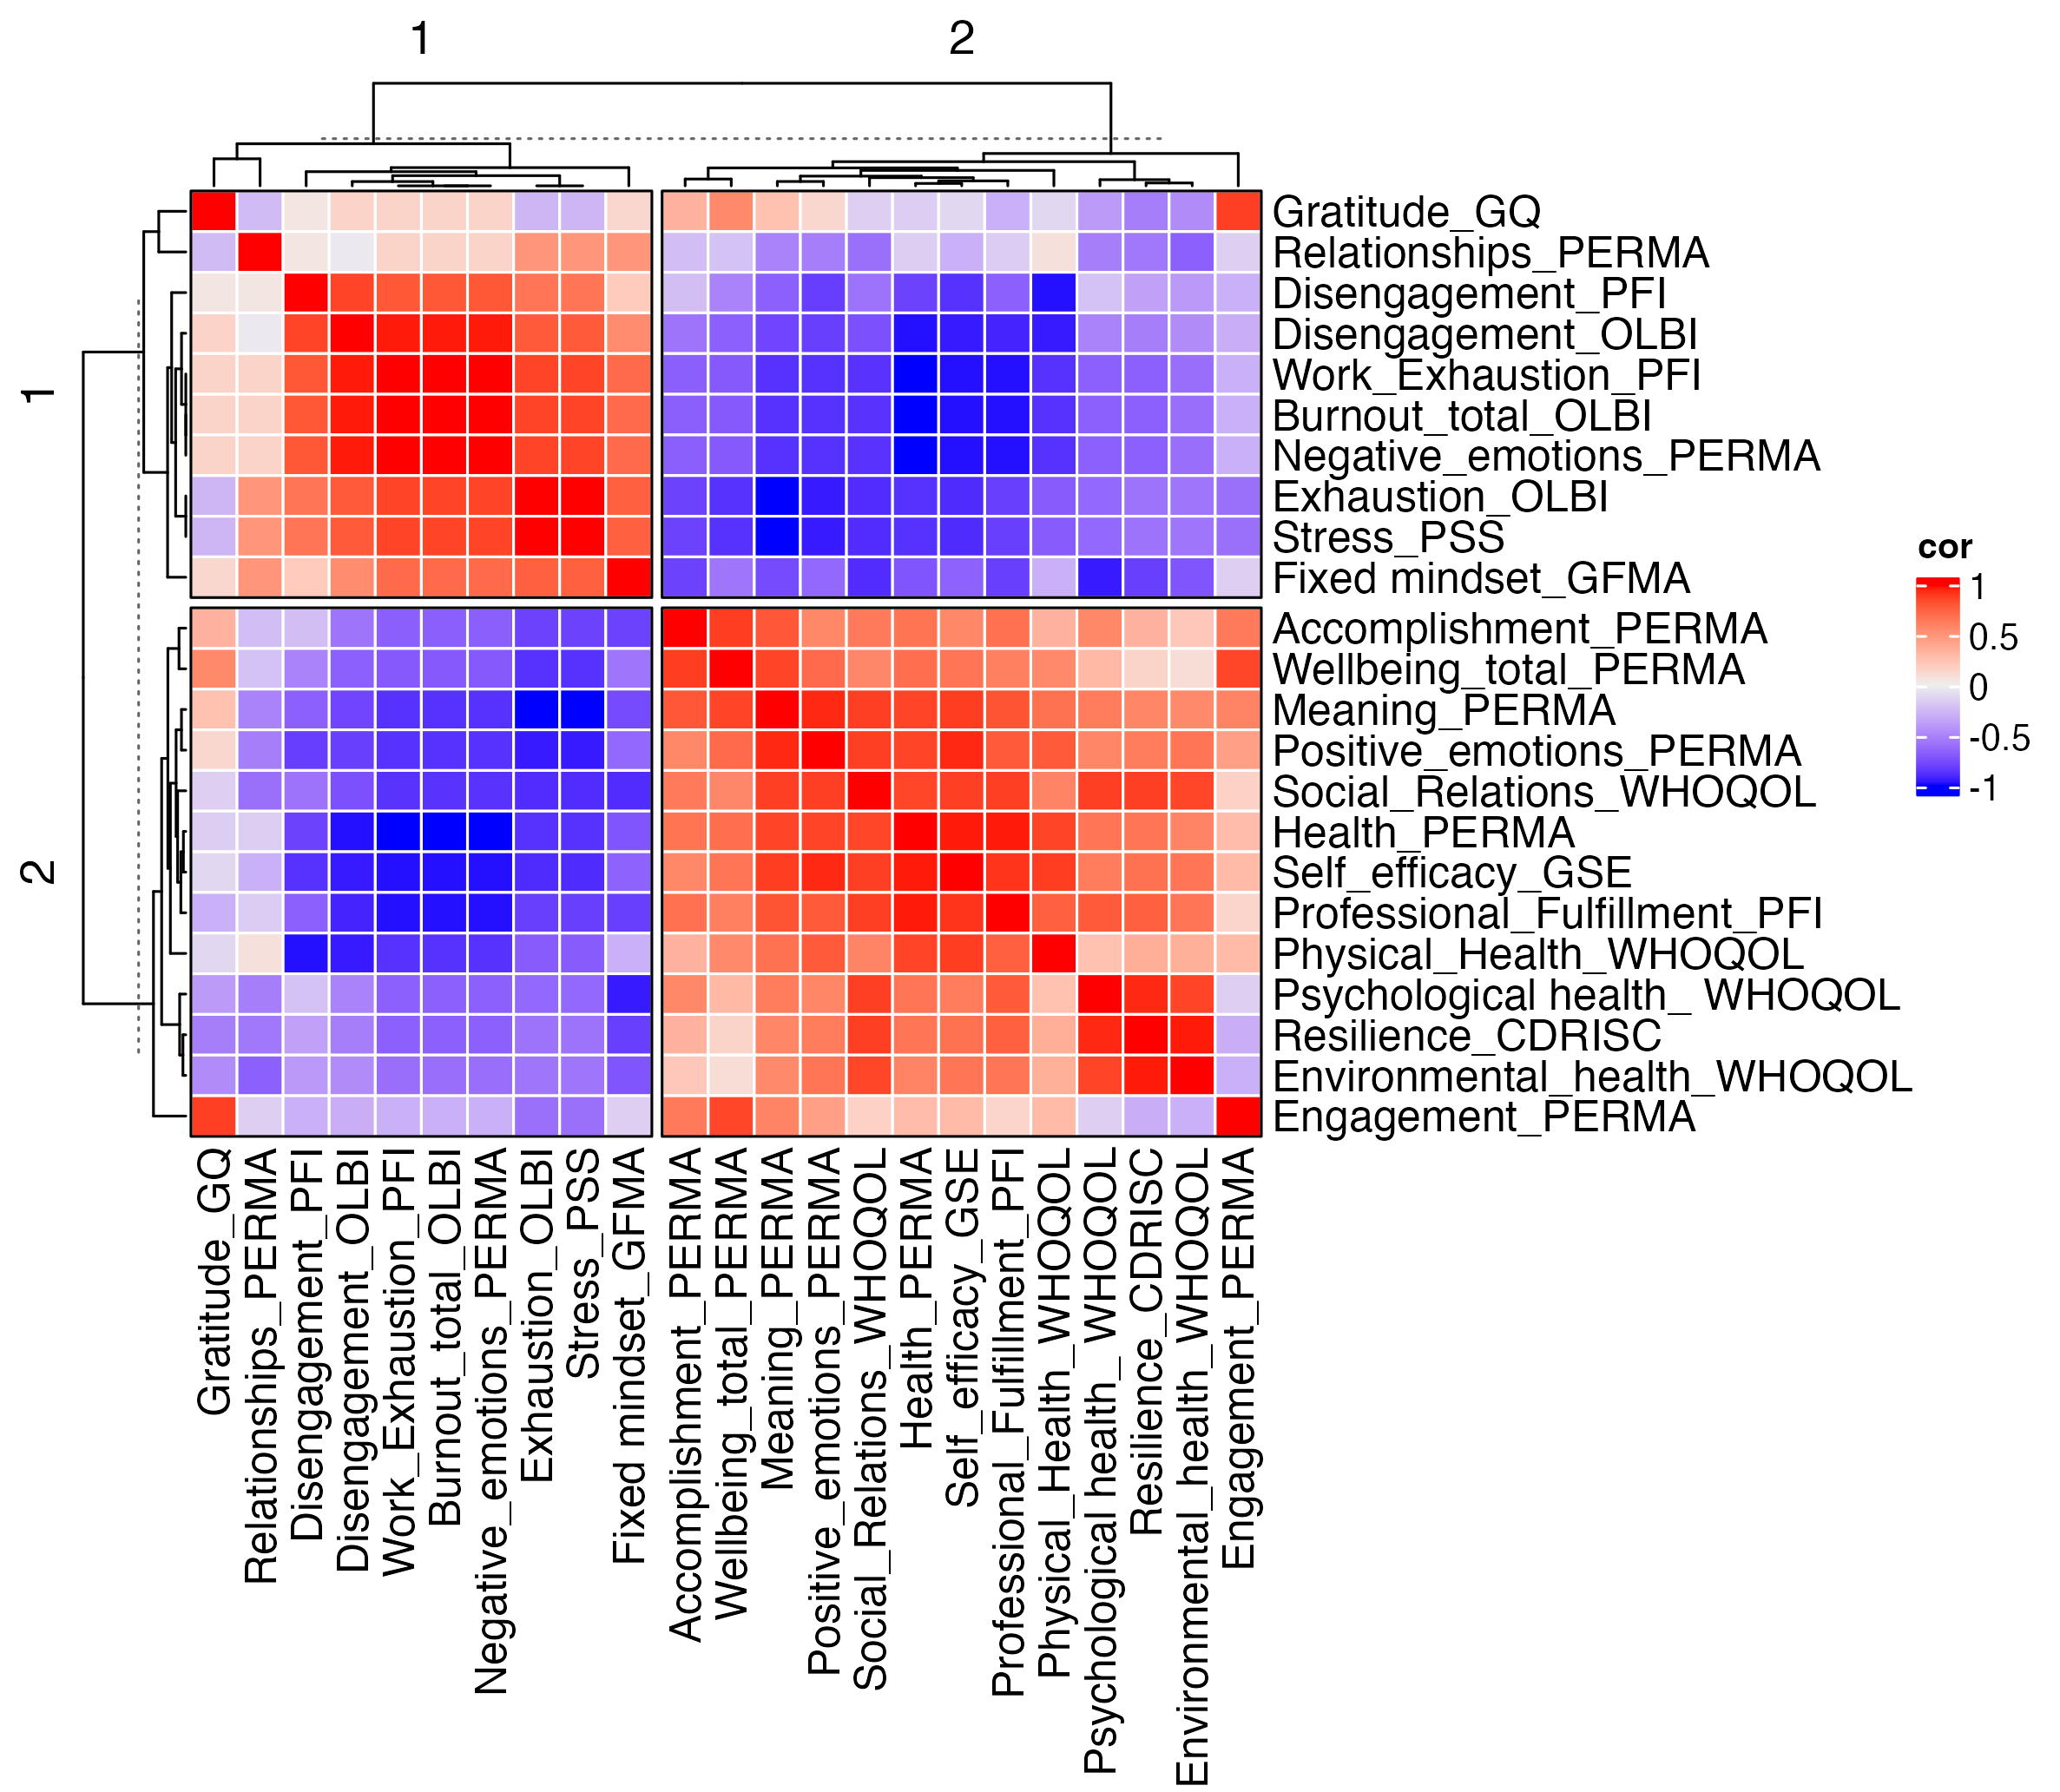 1
2
1
2
Gratitude_GQ
Relationships_PERMA
Disengagement_PFI
Disengagement_OLBI
Work_Exhaustion_PFI
Burnout_total_OLBI
Negative_emotions_PERMA
Exhaustion_OLBI
Stress_PSS
Fixed mindset_GFMA
Accomplishment_PERMA
Wellbeing_total_PERMA
Meaning_PERMA
Positive_emotions_PERMA
Social_Relations_WHOQOL
Health_PERMA
Self_efficacy_GSE
Professional_Fulfillment_PFI
Physical_Health_WHOQOL
Psychological health_ WHOQOL
Resilience_CDRISC
Environmental_health_WHOQOL
Engagement_PERMA
cor
1
0.5
0
-0.5
-1
Gratitude_GQ
Relationships_PERMA
Disengagement_PFI
Disengagement_OLBI
Work_Exhaustion_PFI
Burnout_total_OLBI
Negative_emotions_PERMA
Exhaustion_OLBI
Stress_PSS
Fixed mindset_GFMA
Accomplishment_PERMA
Wellbeing_total_PERMA
Meaning_PERMA
Positive_emotions_PERMA
Social_Relations_WHOQOL
Health_PERMA
Self_efficacy_GSE
Professional_Fulfillment_PFI
Physical_Health_WHOQOL
Psychological health_ WHOQOL
Resilience_CDRISC
Environmental_health_WHOQOL
Engagement_PERMA